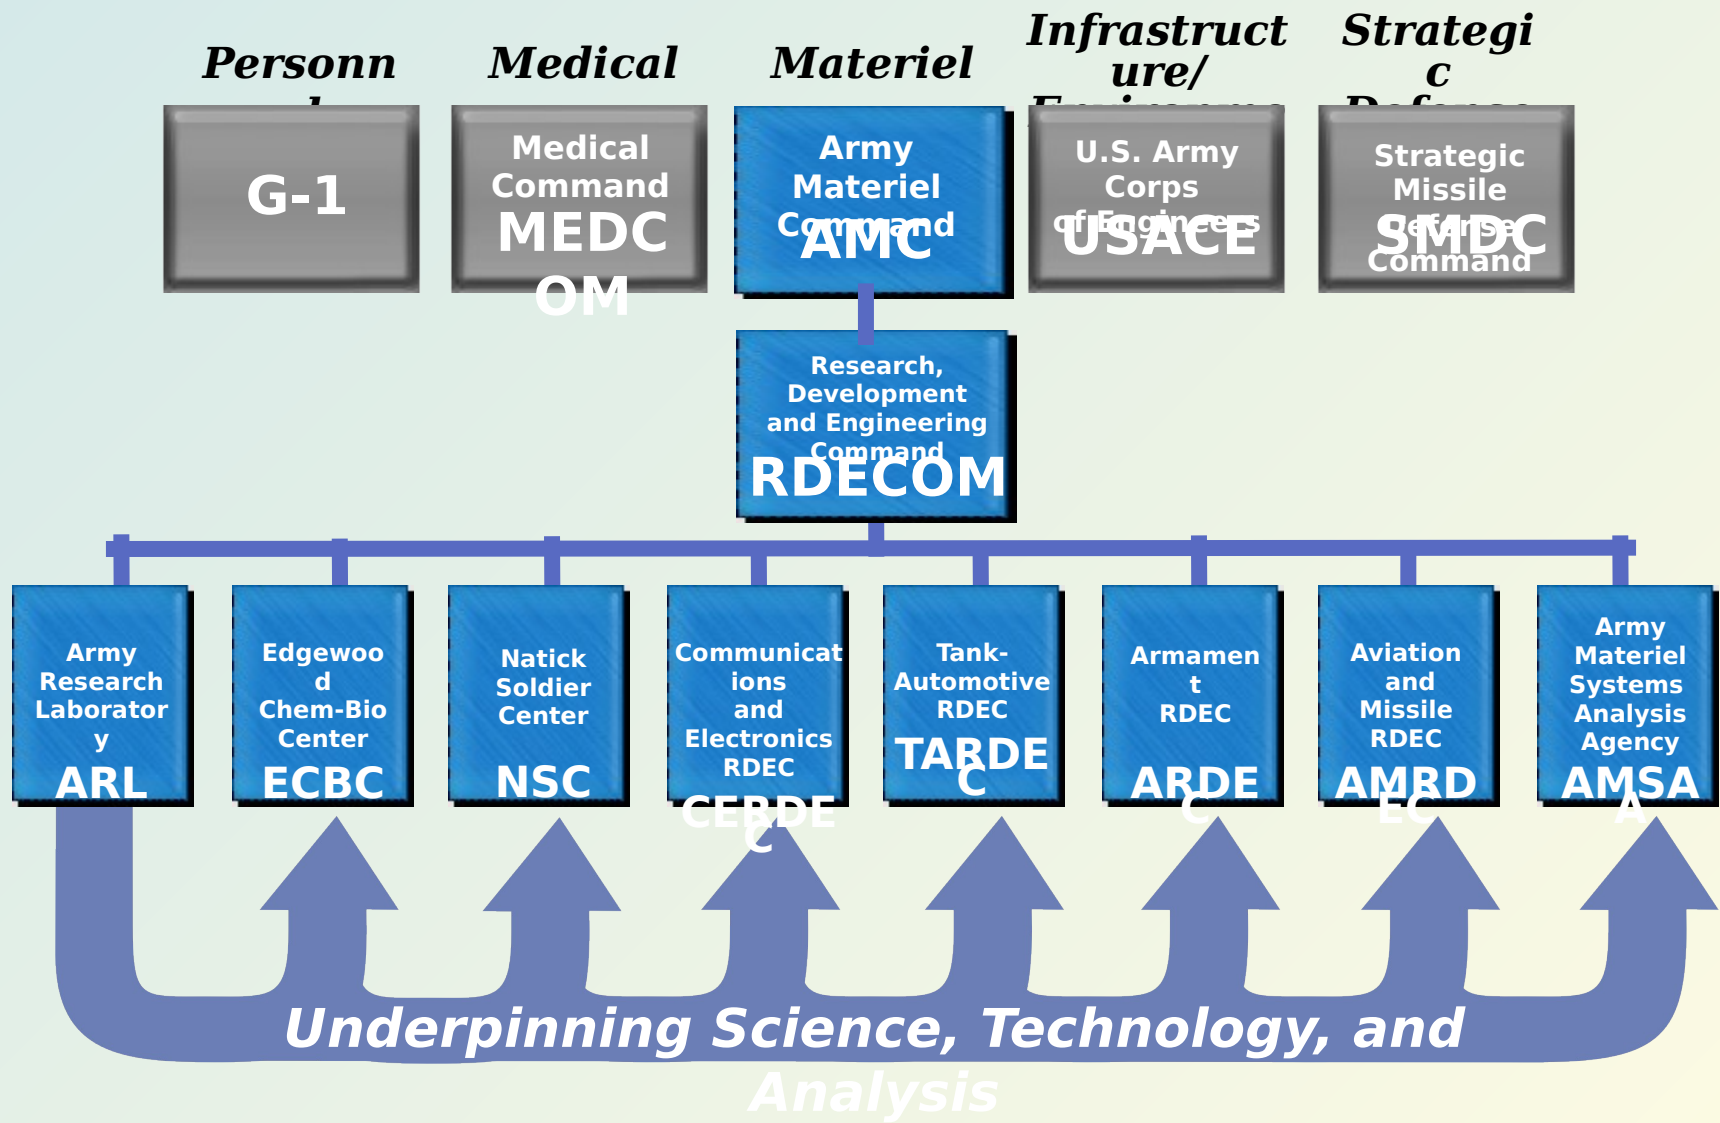 Personn
Medical
Materiel
Infrastruct
ure/
Strategi
c
Defense
G-1
Medical
Command
MEDC
OM
Army
Materiel
Command
AMC
U.S. Army
Corps
of Engineers
USACE
Strategic
Missile
Defense
Command
SMDC
Research,
Development
and Engineering
Command
RDECOM
Army
Research
Laborator
y
ARL
Edgewoo
d
Chem-Bio
Center
ECBC
Natick
Soldier
Center
NSC
Communicat
ions
and
Electronics
RDEC
CERDE
C
Tank-
Automotive
RDEC
TARDE
C
Armamen
t
RDEC
ARDE
C
Aviation
and
Missile
RDEC
AMRD
EC
Army
Materiel
Systems
Analysis
Agency
AMSA
A
Underpinning Science, Technology, and
Analysis